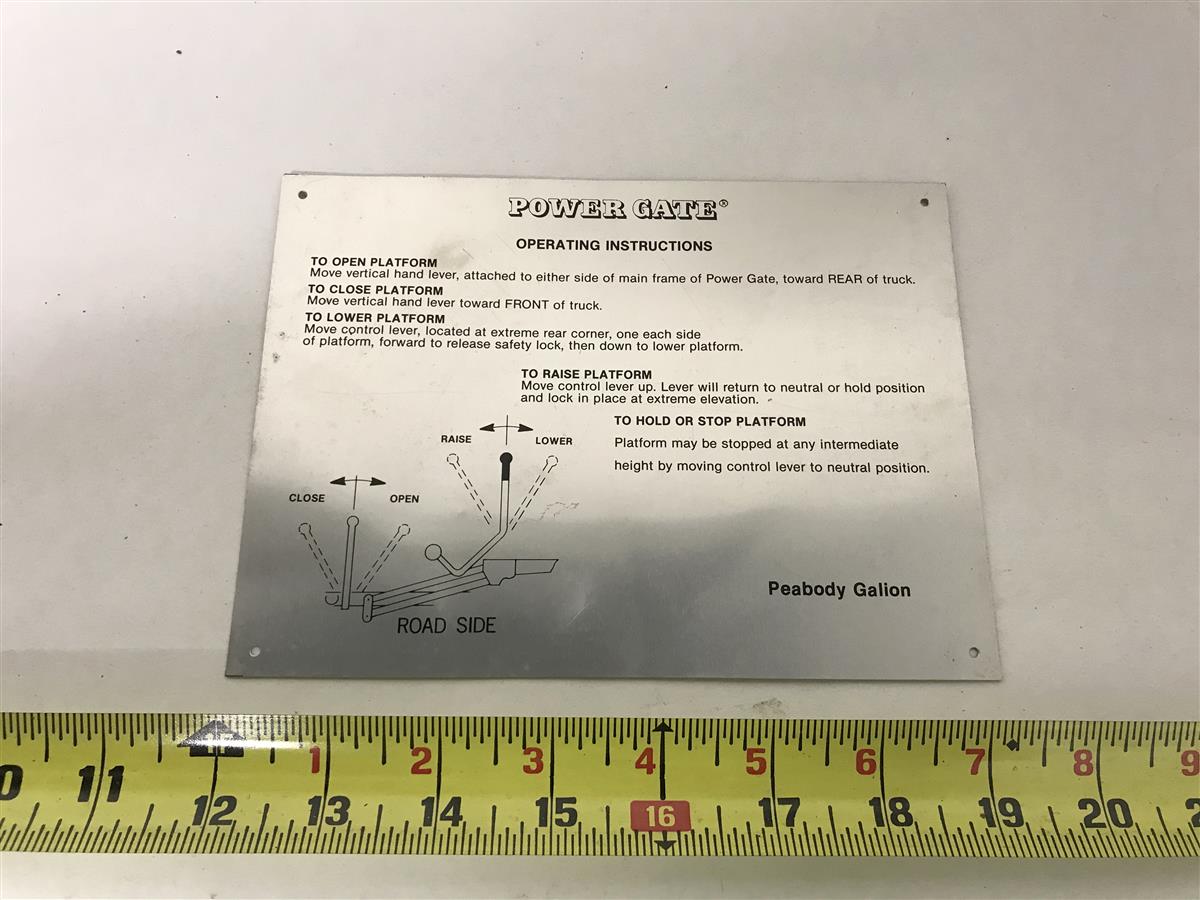 POWER GATE®
OPERATING INSTRUCTIONS
TO OPEN PLATFORM
Move vertical hand lever, attached to either side of main frame of Power Gate, toward REAR of truck.
TO CLOSE PLATFORM
Move vertical hand lever toward FRONT of truck.
TO LOWER PLATFORM
Move control lever, located at extreme rear corner, one each side
of platform, forward to release safety lock, then down to lower platform.
TO RAISE PLATFORM
Move control lever up. Lever will return to neutral or hold position
and lock in place at extreme elevation.
TO HOLD OR STOP PLATFORM
Platform may be stopped at any intermediate
height by moving control lever to neutral position.
RAISE LOWER
CLOSE OPEN
ROAD SIDE
Peabody Galion
1 2 3 4 5 6 7 8 9
11 12 13 14 15 16 17 18 19 20